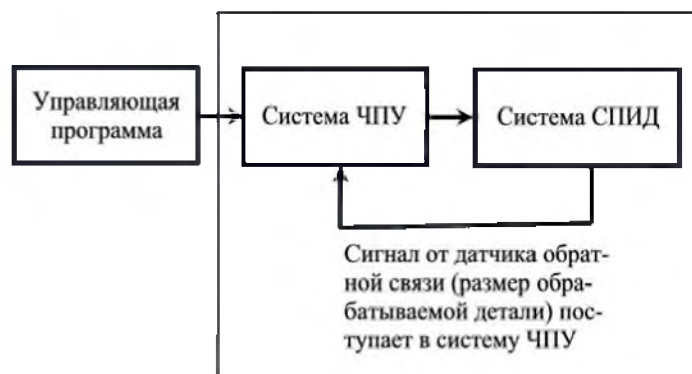 Управляющая
программа
Система ЧПУ
Система СПИД
Сигнал от датчика обрат-
ной связи (размер обра-
батываемой детали) пос-
тупает в систему ЧПУ